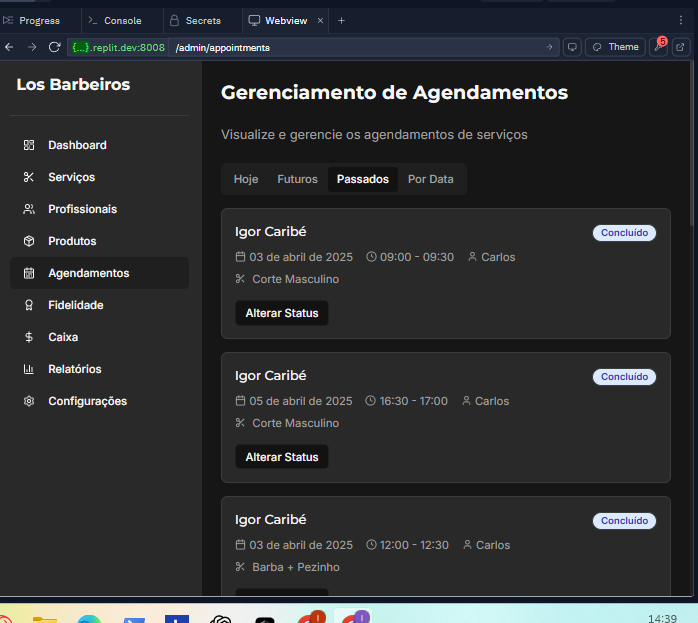 Progress
Console
Secrets
Webview
{...}.replit.dev:8008
/admin/appointments
Theme
5
Los Barbeiros
Dashboard
Serviços
Profissionais
Produtos
Agendamentos
Fidelidade
Caixa
Relatórios
Configurações
Gerenciamento de Agendamentos
Visualize e gerencie os agendamentos de serviços
Hoje
Futuros
Passados
Por Data
Igor Caribé
Concluído
03 de abril de 2025
09:00 - 09:30
Carlos
Corte Masculino
Alterar Status
Igor Caribé
Concluído
05 de abril de 2025
16:30 - 17:00
Carlos
Corte Masculino
Alterar Status
Igor Caribé
Concluído
03 de abril de 2025
12:00 - 12:30
Carlos
Barba + Pezinho
14:39